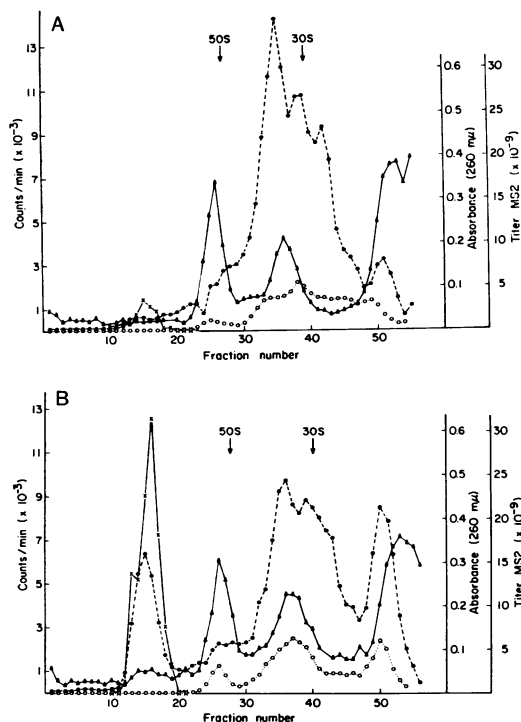 A
50S
30S
13
11
9
7
5
3
1
Counts/min (x 10⁻³)
0.6
0.5
0.4
0.3
0.2
0.1
Absorbance (260 mμ)
30
25
20
15
10
5
Titer MS2 (x 10⁻⁹)
10 20 30 40 50
Fraction number
B
50S
30S
13
11
9
7
5
3
1
Counts/min (x 10⁻³)
0.6
0.5
0.4
0.3
0.2
0.1
Absorbance (260 mμ)
30
25
20
15
10
5
Titer MS2 (x 10⁻⁹)
10 20 30 40 50
Fraction number